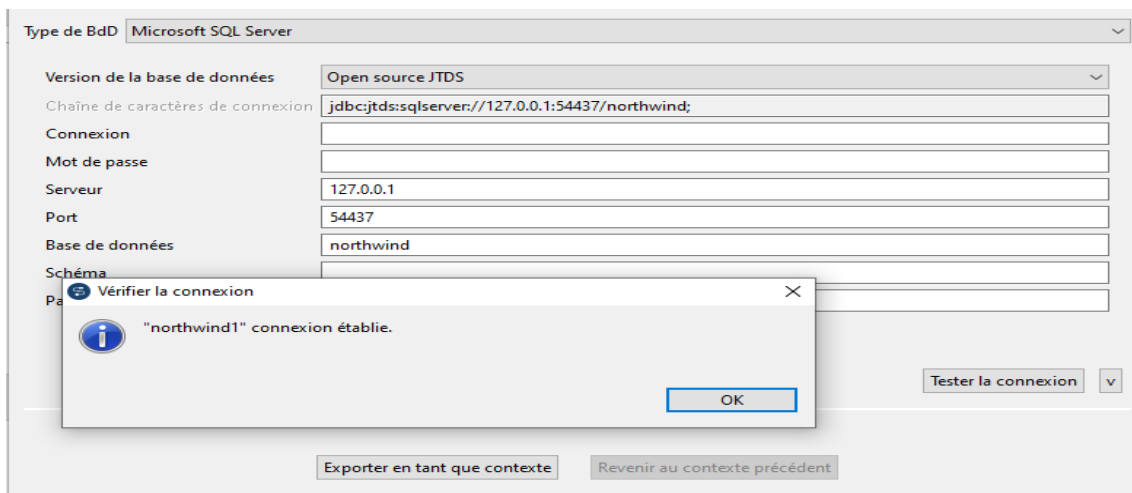 Type de BdD Microsoft SQL Server
Version de la base de données Open source JTDS
Chaîne de caractères de connexion jdbc:jtds:sqlserver://127.0.0.1:54437/northwind;
Connexion
Mot de passe
Serveur 127.0.0.1
Port 54437
Base de données northwind
Schéma
Pa
Vérifier la connexion
"northwind1" connexion établie.
OK
Tester la connexion v
Exporter en tant que contexte Revenir au contexte précédent